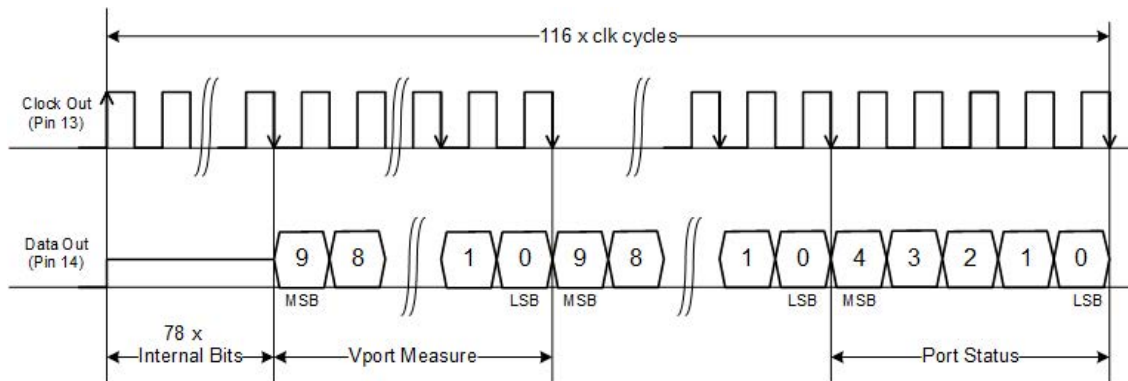 116 x clk cycles
Clock Out
(Pin 13)
Data Out
(Pin 14)
9 8 1 0 9 8 1 0 4 3 2 1 0
MSB LSB MSB LSB MSB LSB
78 x
Internal Bits Vport Measure Port Status